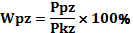 Wpz = Ppz / Pkz × 100%